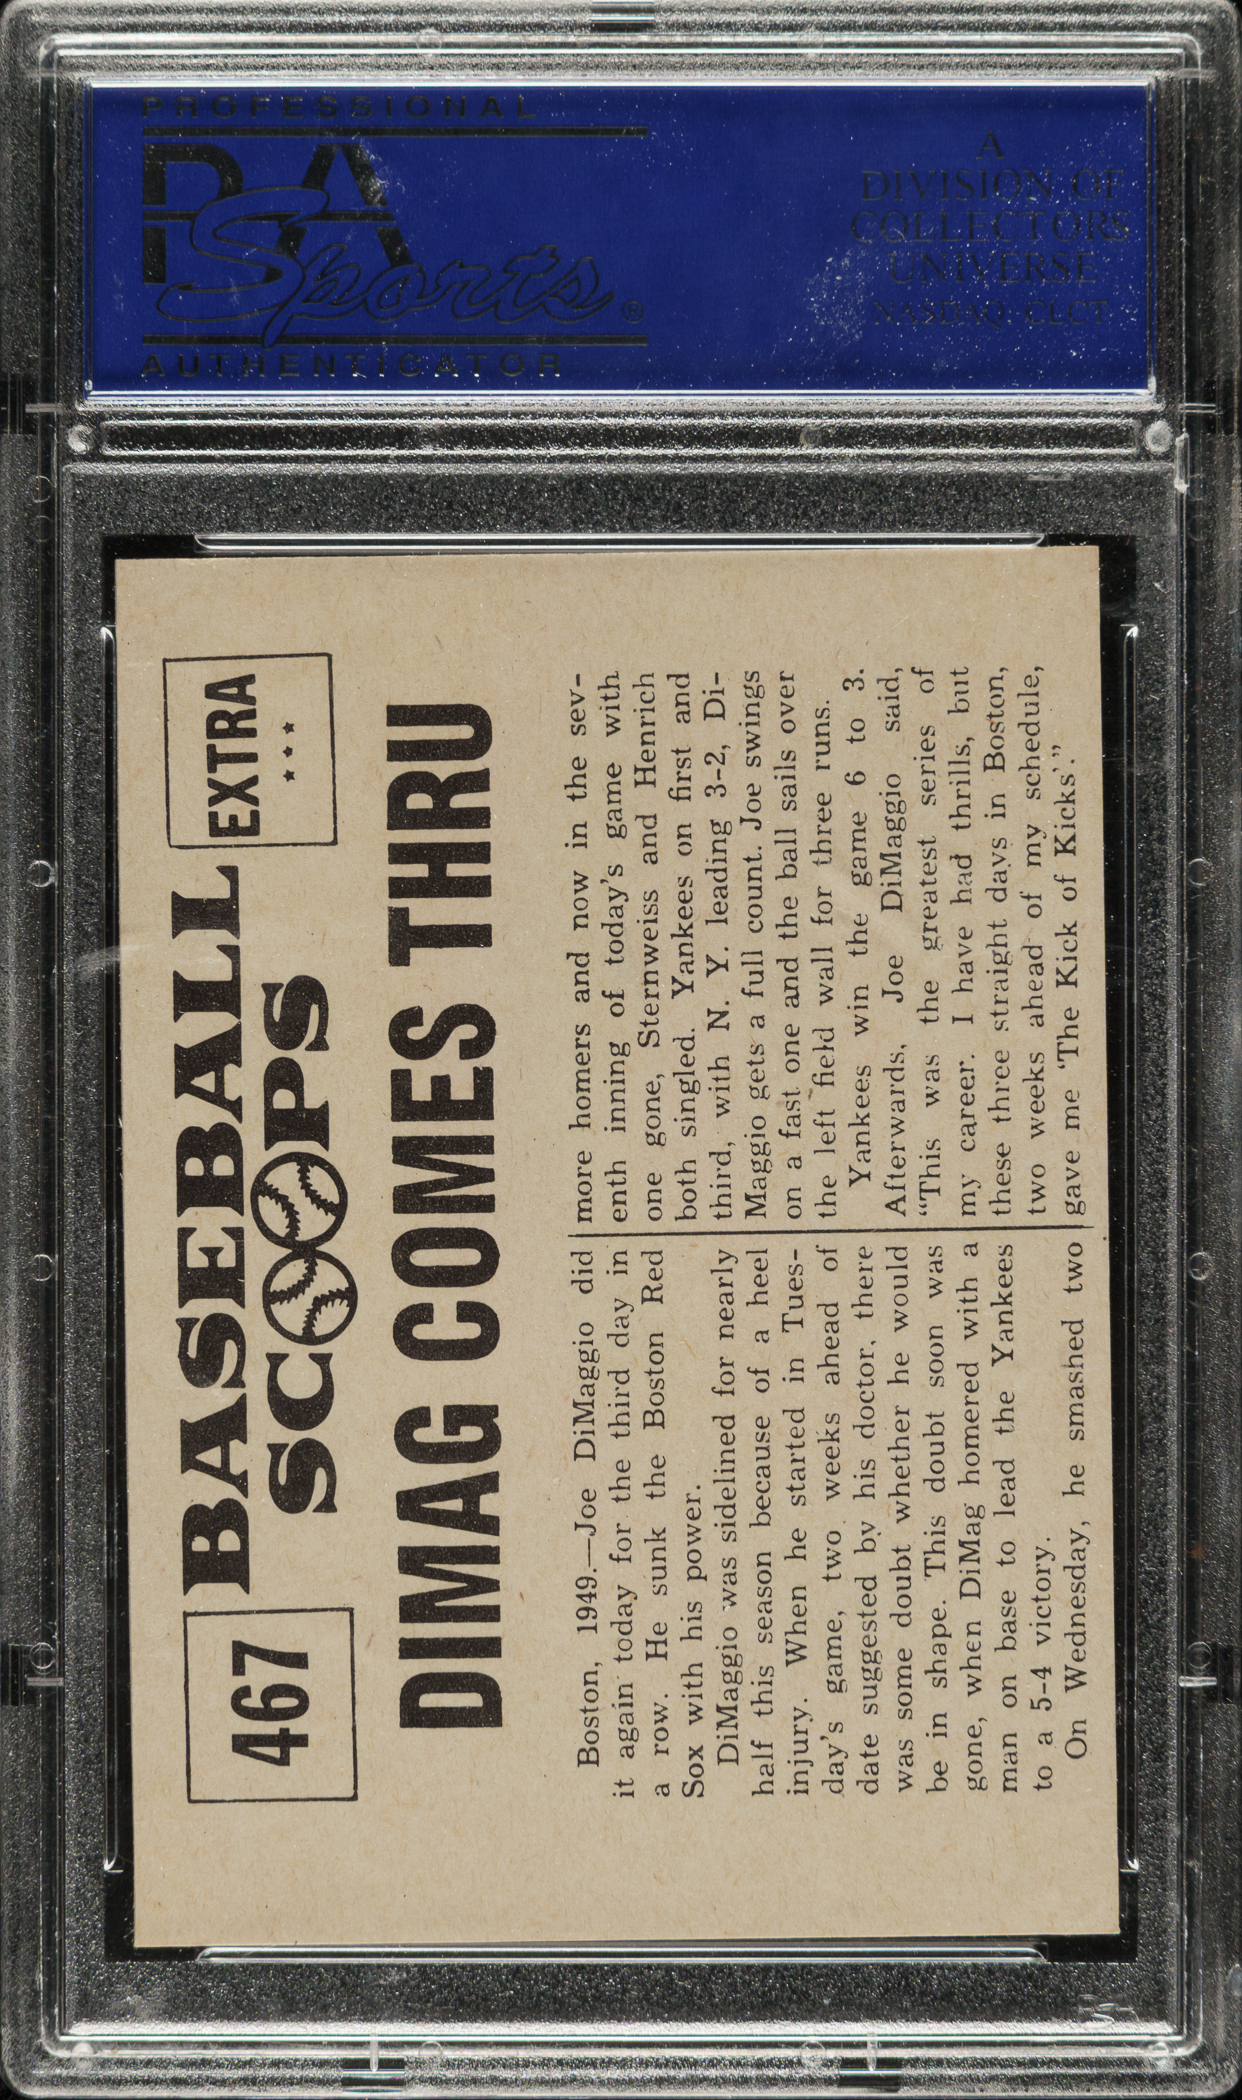 PROFESSIONAL
PSA
Sports®
AUTHENTICATOR
A
DIVISION OF
COLLECTORS
UNIVERSE
NASDAQ: CLCT
467
BASEBALL
SCOOPS
EXTRA
★ ★ ★
DIMAG COMES THRU
Boston, 1949.—Joe DiMaggio did
it again today for the third day in
a row. He sunk the Boston Red
Sox with his power.
DiMaggio was sidelined for nearly
half this season because of a heel
injury. When he started in Tues-
day's game, two weeks ahead of
date suggested by his doctor, there
was some doubt whether he would
be in shape. This doubt soon was
gone, when DiMag homered with a
man on base to lead the Yankees
to a 5-4 victory.
On Wednesday, he smashed two
more homers and now in the sev-
enth inning of today's game with
one gone, Sternweiss and Henrich
both singled. Yankees on first and
third, with N. Y. leading 3-2, Di-
Maggio gets a full count. Joe swings
on a fast one and the ball sails over
the left field wall for three runs.
Yankees win the game 6 to 3.
Afterwards, Joe DiMaggio said,
“This was the greatest series of
my career. I have had thrills, but
these three straight days in Boston,
two weeks ahead of my schedule,
gave me ‘The Kick of Kicks’.”
PSA